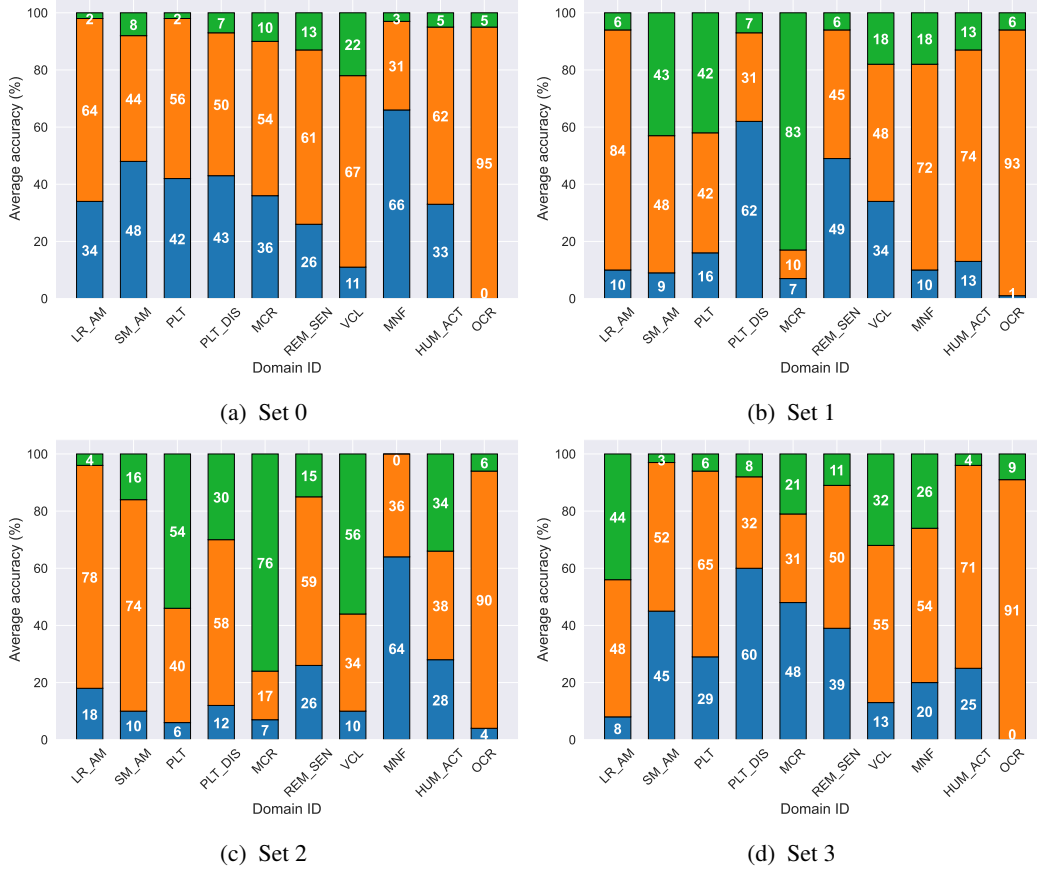 Average accuracy (%)
100
80
60
40
20
0
2 8 2 7 10 13 22 3 5 5
64 44 56 50 54 61 67 31 62 95
34 48 42 43 36 26 11 66 33 0
LR_AM SM_AM PLT PLT_DIS MCR REM_SEN VCL MNF HUM_ACT OCR
Domain ID
(a) Set 0
Average accuracy (%)
100
80
60
40
20
0
6 43 42 7 83 6 18 18 13 6
84 48 42 31 10 45 48 72 74 93
10 9 16 62 7 49 34 10 13 1
LR_AM SM_AM PLT PLT_DIS MCR REM_SEN VCL MNF HUM_ACT OCR
Domain ID
(b) Set 1
Average accuracy (%)
100
80
60
40
20
0
4 16 54 30 76 15 56 0 34 6
78 74 40 58 17 59 34 36 38 90
18 10 6 12 7 26 10 64 28 4
LR_AM SM_AM PLT PLT_DIS MCR REM_SEN VCL MNF HUM_ACT OCR
Domain ID
(c) Set 2
Average accuracy (%)
100
80
60
40
20
0
44 3 6 8 21 11 32 26 4 9
48 52 65 32 31 50 55 54 71 91
8 45 29 60 48 39 13 20 25 0
LR_AM SM_AM PLT PLT_DIS MCR REM_SEN VCL MNF HUM_ACT OCR
Domain ID
(d) Set 3